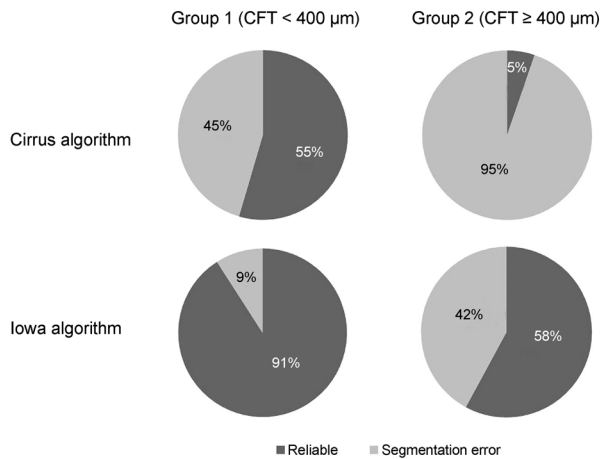 Group 1 (CFT < 400 μm) Group 2 (CFT ≥ 400 μm)
Cirrus algorithm
45%
55%
5%
95%
Iowa algorithm
9%
91%
42%
58%
Reliable Segmentation error